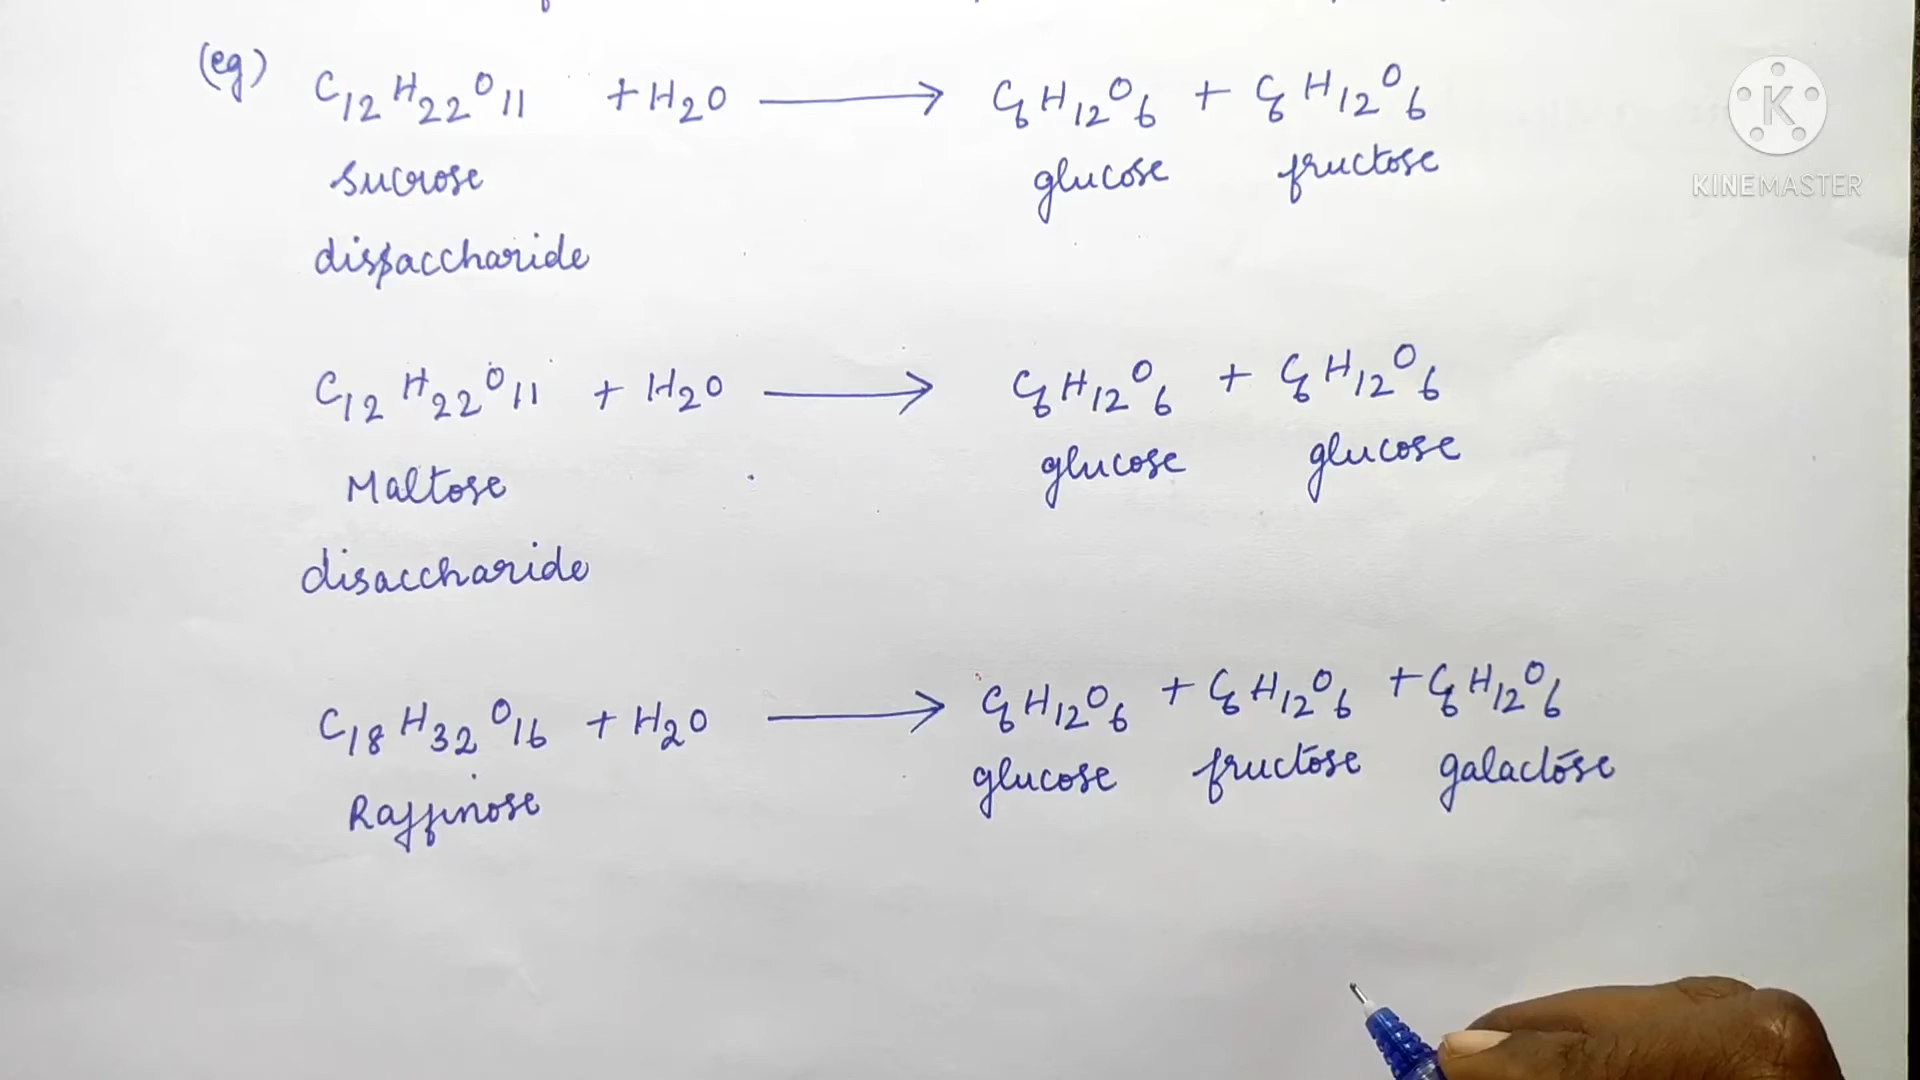 (eg) C12H22O11 + H2O → C6H12O6 + C6H12O6
sucrose glucose fructose
disaccharide
C12H22O11 + H2O → C6H12O6 + C6H12O6
Maltose glucose glucose
disaccharide
C18H32O16 + H2O → C6H12O6 + C6H12O6 + C6H12O6
Raffinose glucose fructose galactose
KINEMASTER